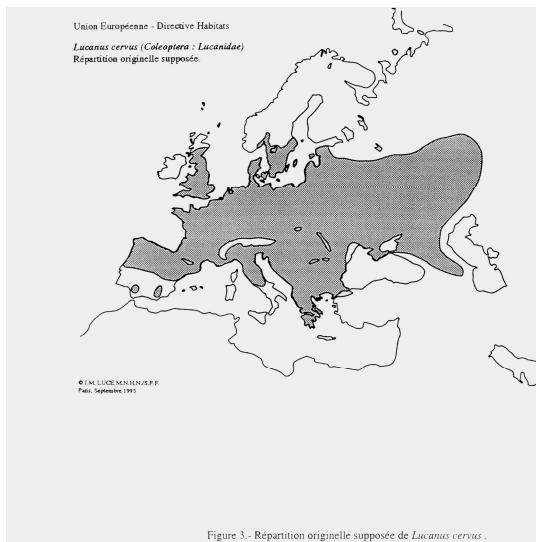 Union Européenne - Directive Habitats
Lucanus cervus (Coleoptera : Lucanidae)
Répartition originelle supposée.
© J.M. LUCE M.N.H.N./S.F.F.
Paris, Septembre 1995
Figure 3.- Répartition originelle supposée de Lucanus cervus .